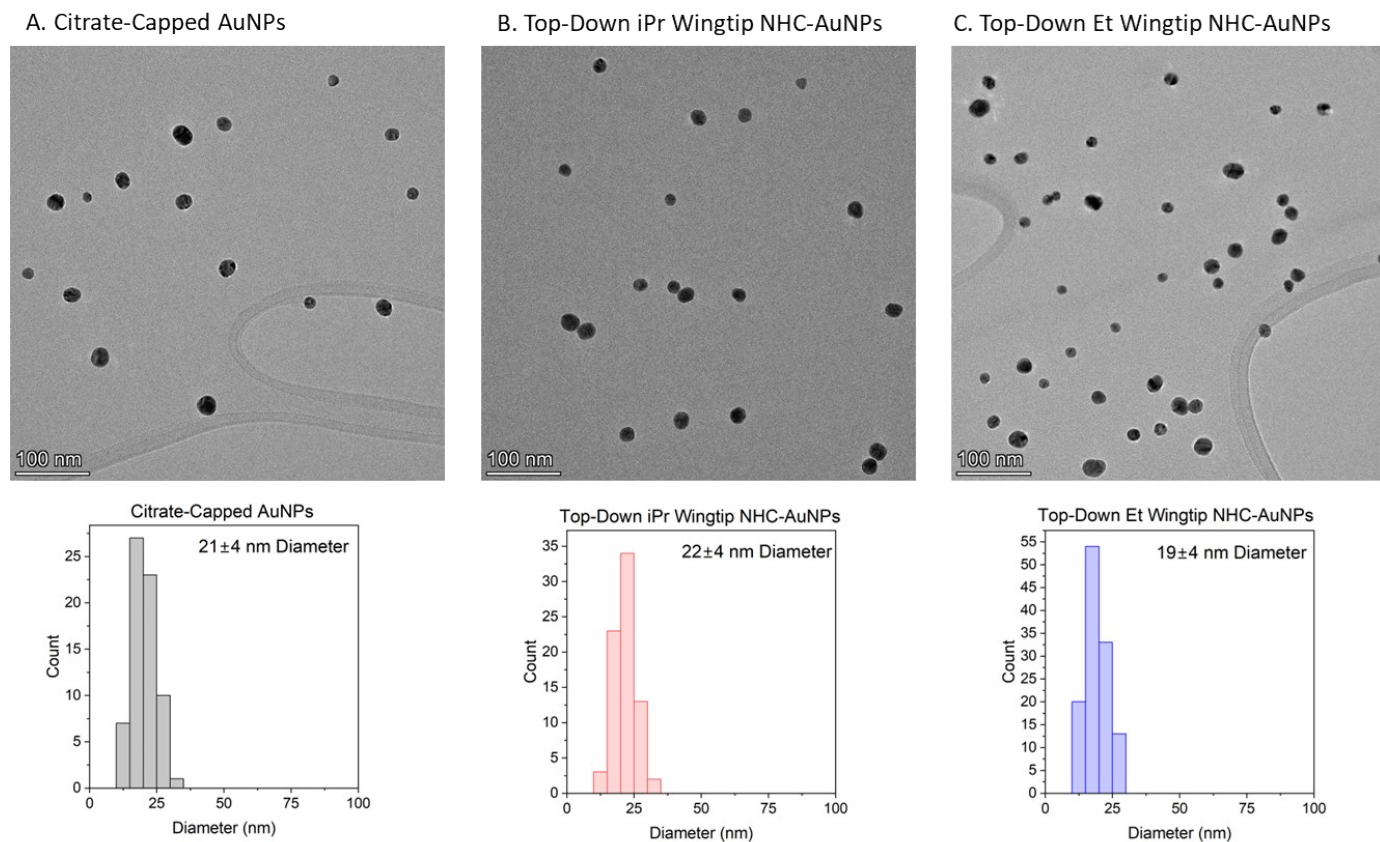 A. Citrate-Capped AuNPs
B. Top-Down iPr Wingtip NHC-AuNPs
C. Top-Down Et Wingtip NHC-AuNPs
100 nm
100 nm
100 nm
Citrate-Capped AuNPs
21±4 nm Diameter
25
20
15
10
5
0
Count
0 25 50 75 100
Diameter (nm)
Top-Down iPr Wingtip NHC-AuNPs
22±4 nm Diameter
35
30
25
20
15
10
5
0
Count
0 25 50 75 100
Diameter (nm)
Top-Down Et Wingtip NHC-AuNPs
19±4 nm Diameter
55
50
45
40
35
30
25
20
15
10
5
0
Count
0 25 50 75 100
Diameter (nm)